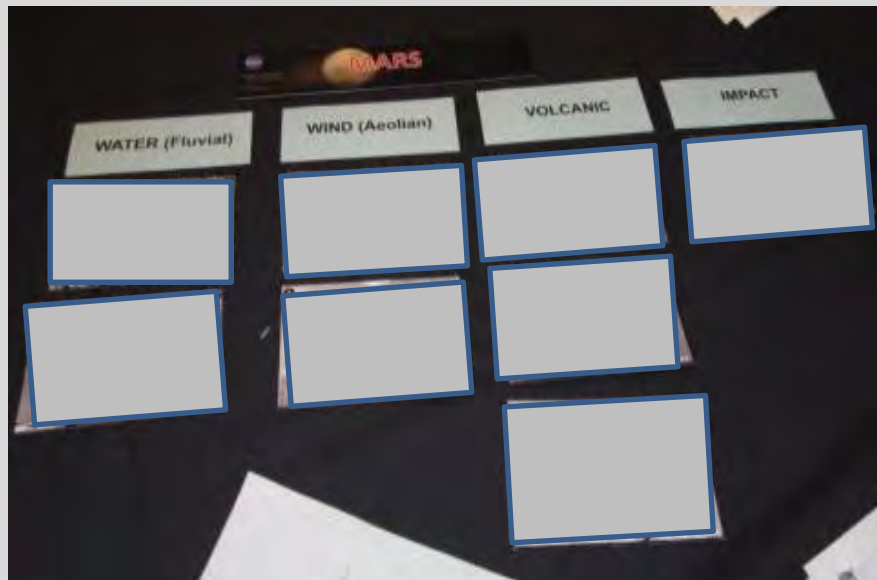 MARS
WATER (Fluvial)
WIND (Aeolian)
VOLCANIC
IMPACT